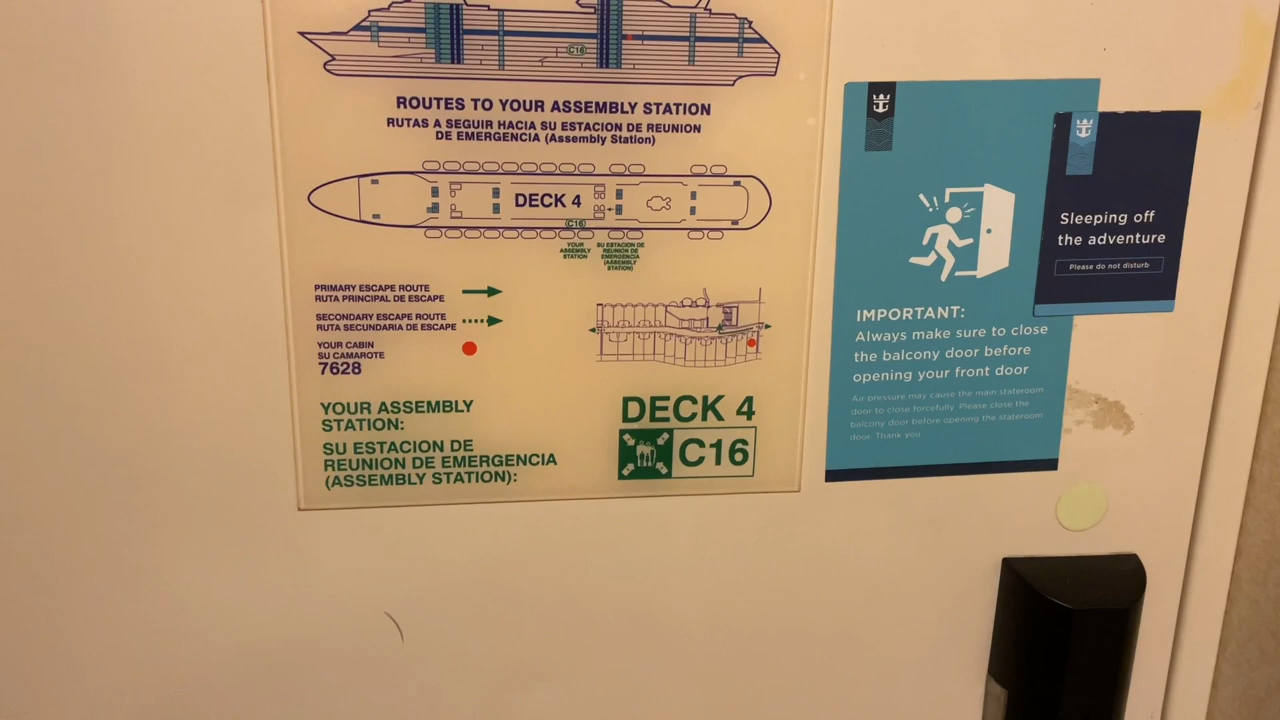 C16
ROUTES TO YOUR ASSEMBLY STATION
RUTAS A SEGUIR HACIA SU ESTACION DE REUNION
DE EMERGENCIA (Assembly Station)
DECK 4
C16
YOUR
ASSEMBLY
STATION
SU ESTACION DE
REUNION DE
EMERGENCIA
(ASSEMBLY
STATION)
PRIMARY ESCAPE ROUTE
RUTA PRINCIPAL DE ESCAPE
SECONDARY ESCAPE ROUTE
RUTA SECUNDARIA DE ESCAPE
YOUR CABIN
SU CAMAROTE
7628
YOUR ASSEMBLY
STATION:
SU ESTACION DE
REUNION DE EMERGENCIA
(ASSEMBLY STATION):
DECK 4
C16
IMPORTANT:
Always make sure to close
the balcony door before
opening your front door
Air pressure may cause the main stateroom
door to close forcefully. Please close the
balcony door before opening the stateroom
door. Thank you.
Sleeping off
the adventure
Please do not disturb